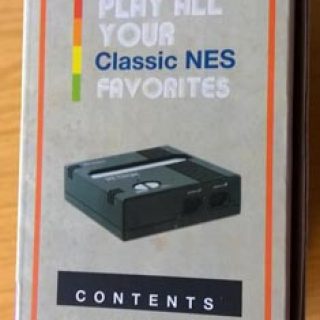 PLAY ALL
YOUR
Classic NES
FAVORITES
CONTENTS